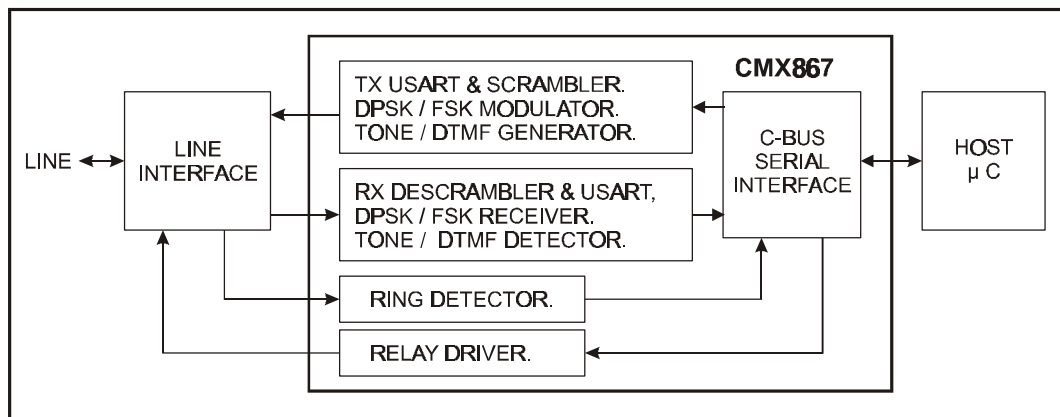 CMX867
TX USART & SCRAMBLER.
DPSK / FSK MODULATOR.
TONE / DTMF GENERATOR.
LINE
LINE
INTERFACE
C-BUS
SERIAL
INTERFACE
HOST
µ C
RX DESCRAMBLER & USART,
DPSK / FSK RECEIVER.
TONE / DTMF DETECTOR.
RING DETECTOR.
RELAY DRIVER.